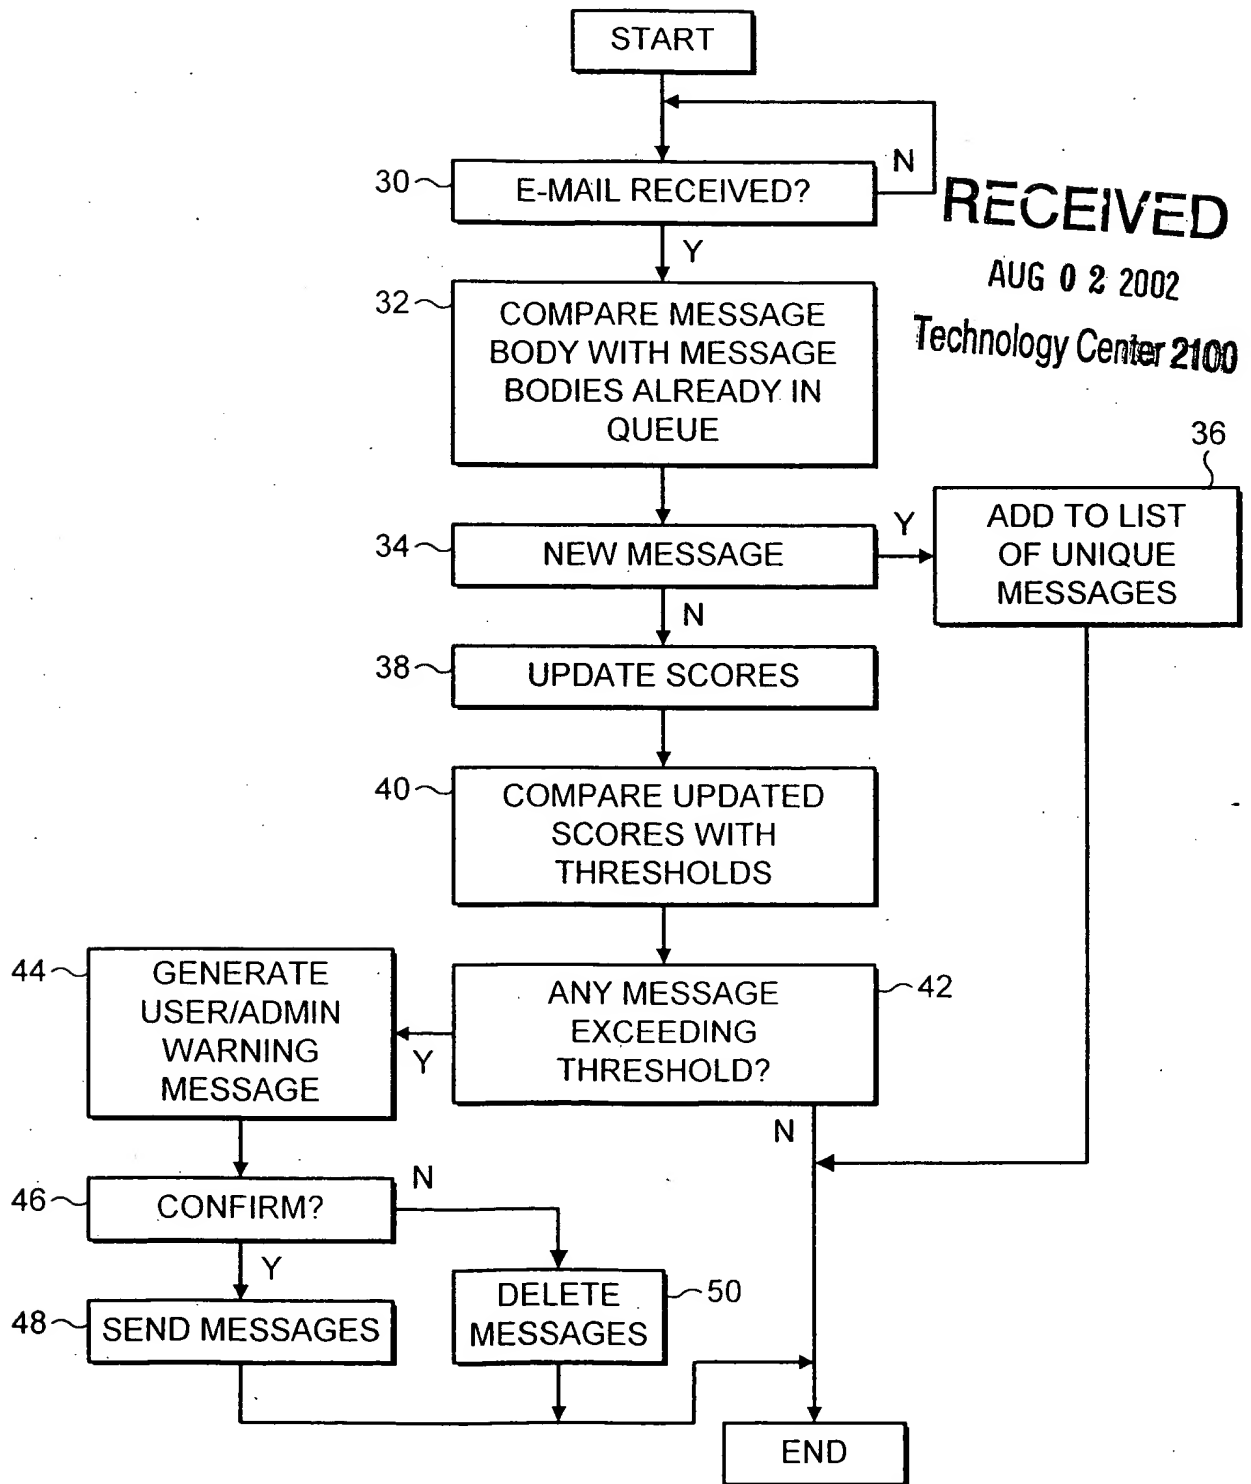 START
N
30
E-MAIL RECEIVED?
RECEIVED
Y
AUG 02 2002
32
COMPARE MESSAGE
BODY WITH MESSAGE
BODIES ALREADY IN
QUEUE
Technology Center 2100
36
34
NEW MESSAGE
Y
ADD TO LIST
OF UNIQUE
MESSAGES
N
38
UPDATE SCORES
40
COMPARE UPDATED
SCORES WITH
THRESHOLDS
44
GENERATE
USER/ADMIN
WARNING
MESSAGE
Y
ANY MESSAGE
EXCEEDING
THRESHOLD?
42
N
46
CONFIRM?
N
Y
48
SEND MESSAGES
DELETE
MESSAGES
50
END